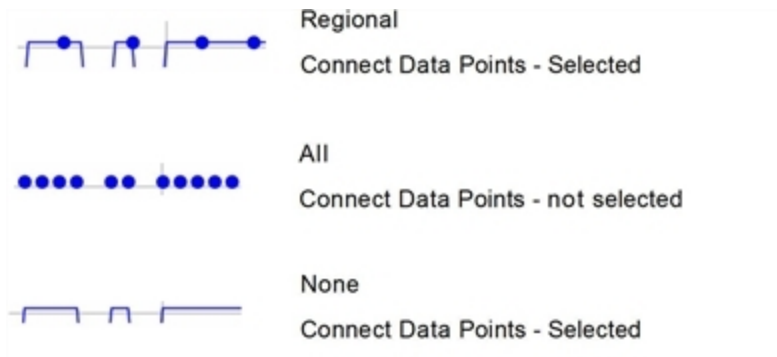 Regional
Connect Data Points - Selected
All
Connect Data Points - not selected
None
Connect Data Points - Selected